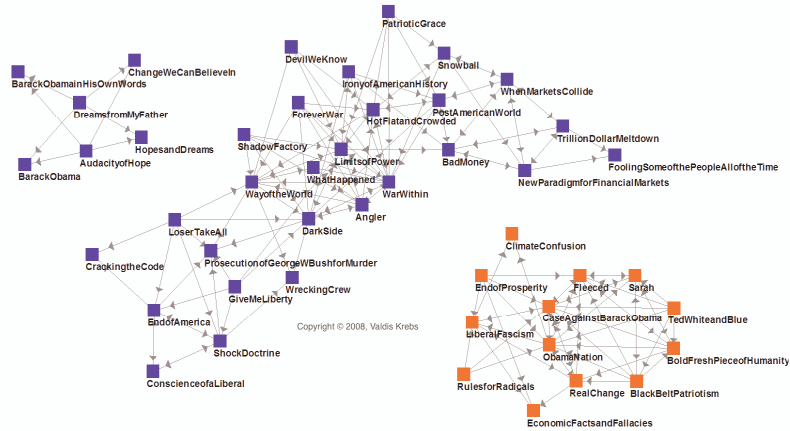 PatrioticGrace
DevilWeKnow
Snowball
ChangeWeCanBelieveIn
BarackObamainHisOwnWords
IronyofAmericanHistory
WhenMarketsCollide
DreamsfromMyFather
ForeverWar
PostAmericanWorld
HotFlatandCrowded
HopesandDreams
ShadowFactory
TrillionDollarMeltdown
AudacityofHope
LimitsofPower
BadMoney
FoolingSomeofthePeopleAlloftheTime
BarackObama
WhatHappened
NewParadigmforFinancialMarkets
WayoftheWorld
WarWithin
Angler
LoserTakeAll
DarkSide
ClimateConfusion
CrackingtheCode
ProsecutionofGeorgeWBushforMurder
WreckingCrew
EndofProsperity
Fleeced
Sarah
GiveMeLiberty
EndofAmerica
CaseAgainstBarackObama
TedWhiteandBlue
Copyright © 2008, Valdis Krebs
LiberalFascism
ShockDoctrine
ObamaNation
BoldFreshPieceofHumanity
ConscienceofaLiberal
RulesforRadicals
RealChange
BlackBeltPatriotism
EconomicFactsandFallacies